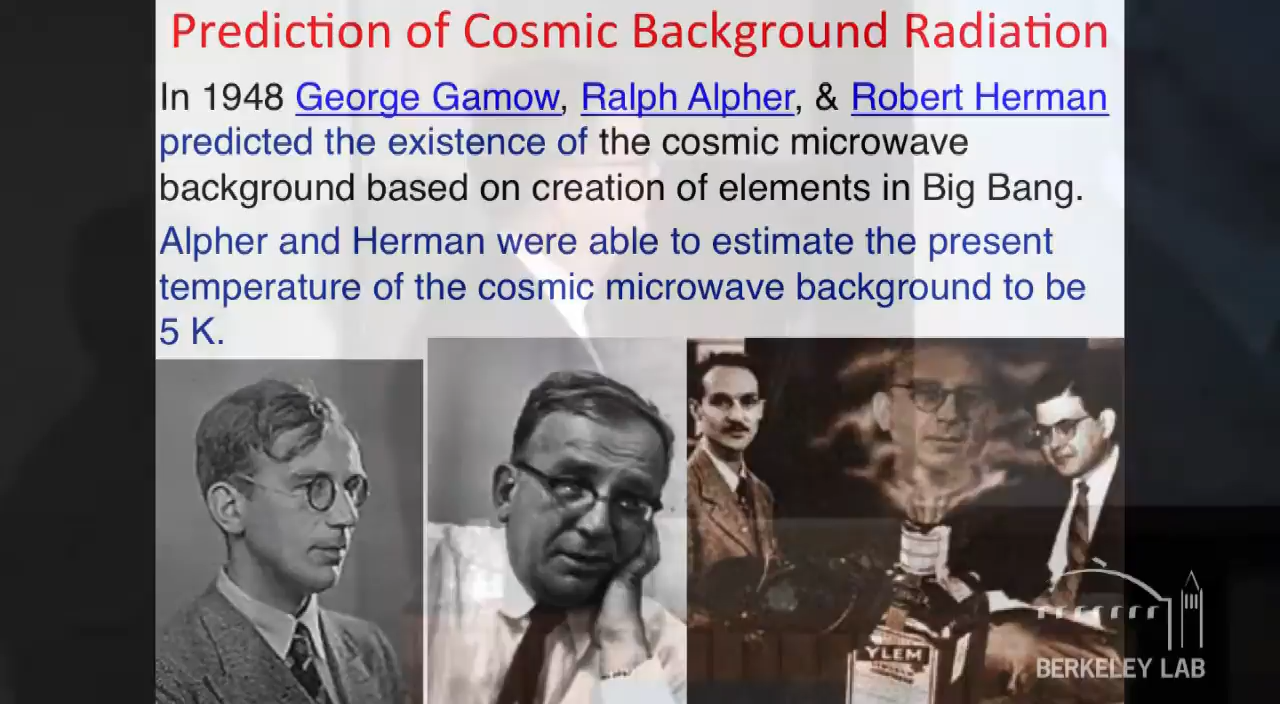 Prediction of Cosmic Background Radiation
In 1948 George Gamow, Ralph Alpher, & Robert Herman
predicted the existence of the cosmic microwave
background based on creation of elements in Big Bang.
Alpher and Herman were able to estimate the present
temperature of the cosmic microwave background to be
5 K.
YLEM
BERKELEY LAB